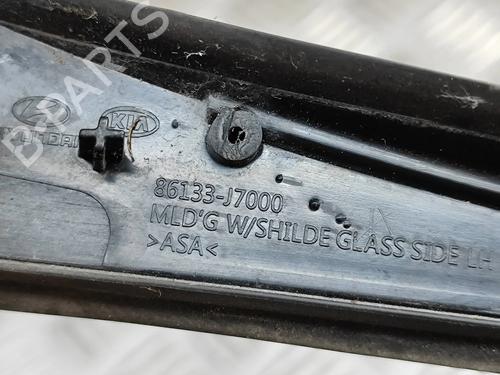 B-PARTS
HYUNDAI
KIA
86133-J7000
MLD'G W/SHILDE GLASS SIDE LH
>ASA<